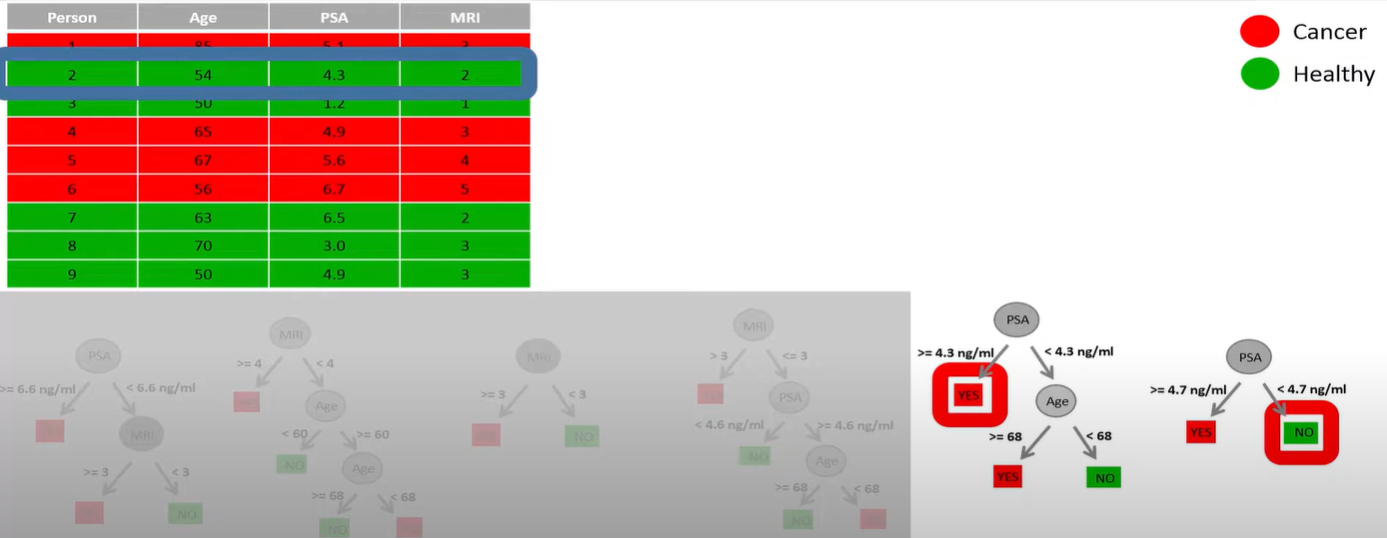 Person Age PSA MRI
1 85 5.1 3
2 54 4.3 2
3 50 1.2 1
4 65 4.9 3
5 67 5.6 4
6 56 6.7 5
7 63 6.5 2
8 70 3.0 3
9 50 4.9 3
Cancer
Healthy
PSA
>= 6.6 ng/ml < 6.6 ng/ml
MRI
>= 3 < 3
NO
MRI
>= 4 < 4
Age
< 60 >= 60
NO Age
>= 68 < 68
NO
MRI
>= 3 < 3
NO
MRI
> 3 <= 3
PSA
< 4.6 ng/ml >= 4.6 ng/ml
NO Age
>= 68 < 68
NO
PSA
>= 4.3 ng/ml < 4.3 ng/ml
YES Age
>= 68 < 68
YES NO
PSA
>= 4.7 ng/ml < 4.7 ng/ml
YES NO